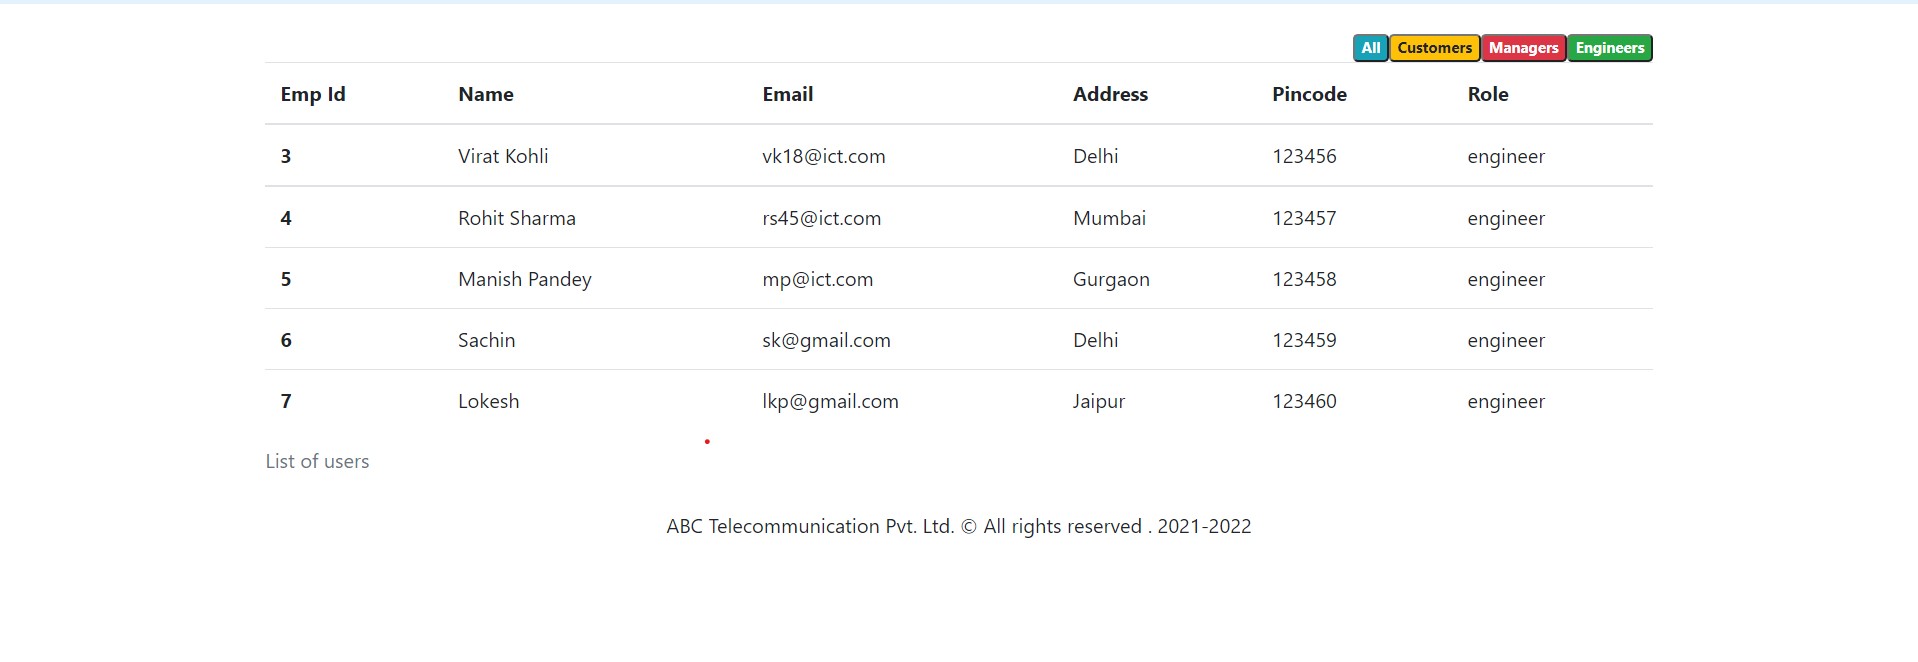 All Customers Managers Engineers
Emp Id Name Email Address Pincode Role
3 Virat Kohli vk18@ict.com Delhi 123456 engineer
4 Rohit Sharma rs45@ict.com Mumbai 123457 engineer
5 Manish Pandey mp@ict.com Gurgaon 123458 engineer
6 Sachin sk@gmail.com Delhi 123459 engineer
7 Lokesh lkp@gmail.com Jaipur 123460 engineer
List of users
ABC Telecommunication Pvt. Ltd. © All rights reserved . 2021-2022